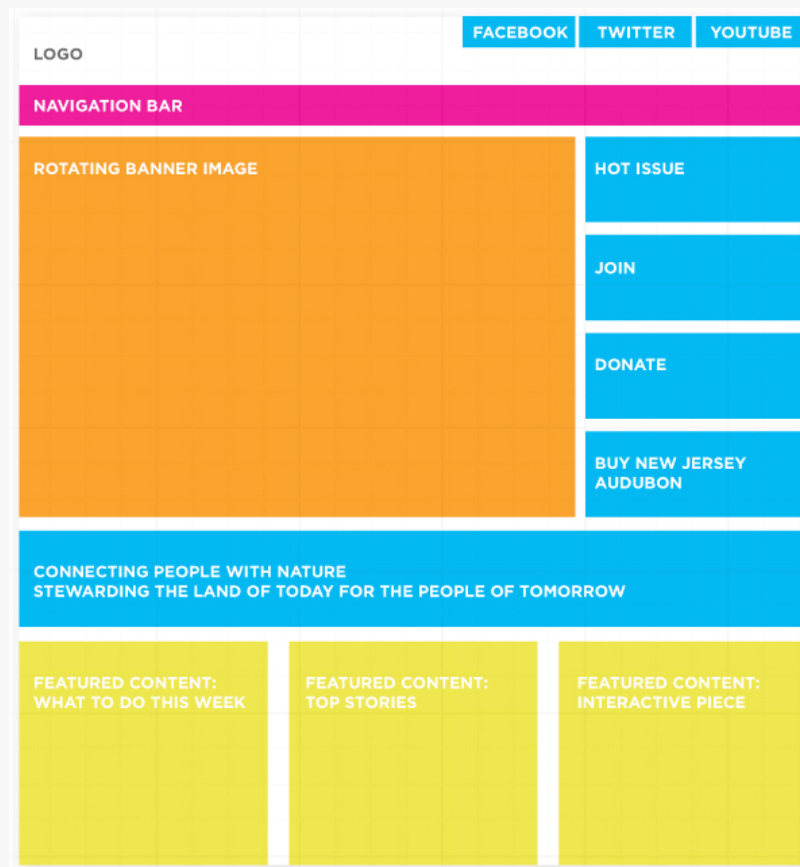 FACEBOOK
TWITTER
YOUTUBE
LOGO
NAVIGATION BAR
ROTATING BANNER IMAGE
HOT ISSUE
JOIN
DONATE
BUY NEW JERSEY
AUDUBON
CONNECTING PEOPLE WITH NATURE
STEWARDING THE LAND OF TODAY FOR THE PEOPLE OF TOMORROW
FEATURED CONTENT:
WHAT TO DO THIS WEEK
FEATURED CONTENT:
TOP STORIES
FEATURED CONTENT:
INTERACTIVE PIECE